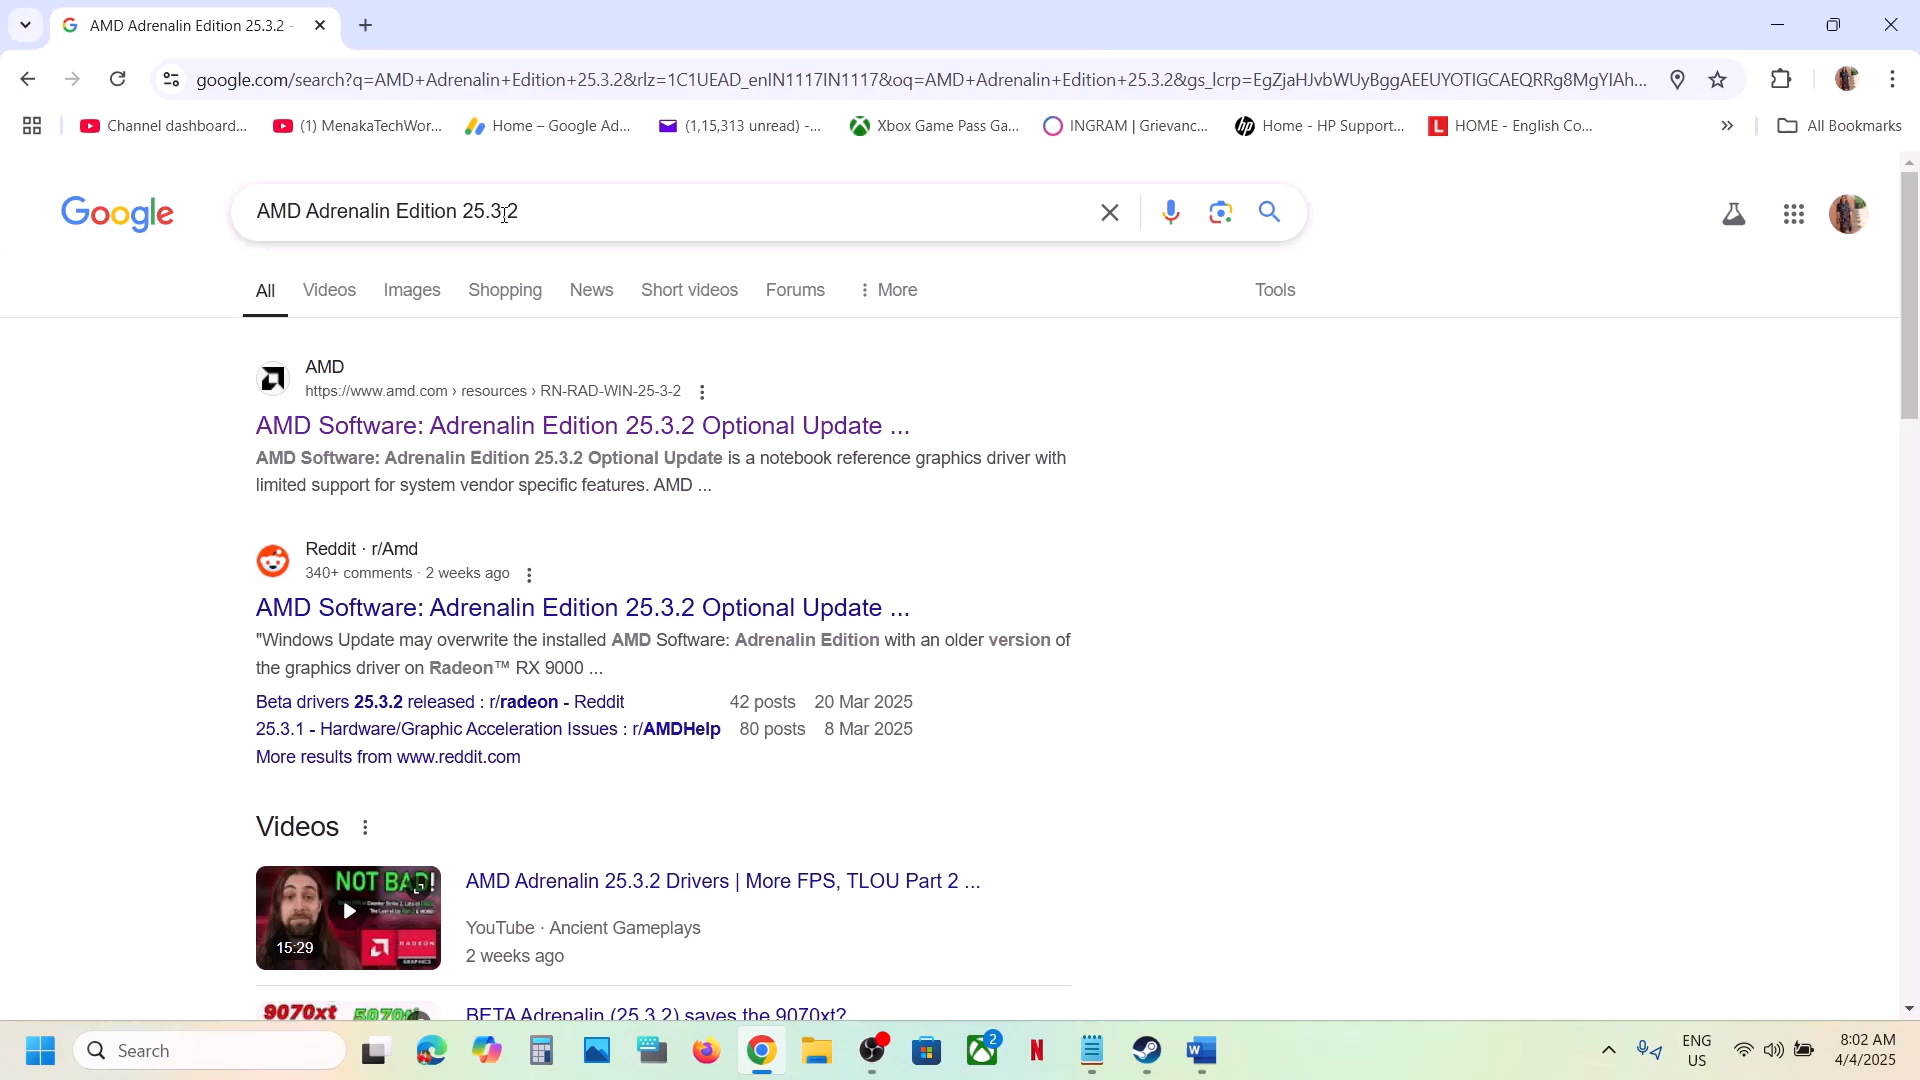 AMD Adrenalin Edition 25.3.2 -
google.com/search?q=AMD+Adrenalin+Edition+25.3.2&rlz=1C1UEAD_enIN1117IN1117&oq=AMD+Adrenalin+Edition+25.3.2&gs_lcrp=EgZjaHJvbWUyBggAEEUYOTIGCAEQRRg8MgYIAh...
Channel dashboard... (1) MenakaTechWor... Home – Google Ad... (1,15,313 unread) -... Xbox Game Pass Ga... INGRAM | Grievanc... Home - HP Support... HOME - English Co... » All Bookmarks
Google AMD Adrenalin Edition 25.3.2
All Videos Images Shopping News Short videos Forums More Tools
AMD
https://www.amd.com › resources › RN-RAD-WIN-25-3-2
AMD Software: Adrenalin Edition 25.3.2 Optional Update ...
AMD Software: Adrenalin Edition 25.3.2 Optional Update is a notebook reference graphics driver with
limited support for system vendor specific features. AMD ...
Reddit · r/Amd
340+ comments · 2 weeks ago
AMD Software: Adrenalin Edition 25.3.2 Optional Update ...
"Windows Update may overwrite the installed AMD Software: Adrenalin Edition with an older version of
the graphics driver on Radeon™ RX 9000 ...
Beta drivers 25.3.2 released : r/radeon - Reddit 42 posts 20 Mar 2025
25.3.1 - Hardware/Graphic Acceleration Issues : r/AMDHelp 80 posts 8 Mar 2025
More results from www.reddit.com
Videos
NOT BAD!
15:29
AMD Adrenalin 25.3.2 Drivers | More FPS, TLOU Part 2 ...
YouTube · Ancient Gameplays
2 weeks ago
9070xt
BETA Adrenalin (25.3.2) saves the 9070xt?
Search
2
ENG
US
8:02 AM
4/4/2025